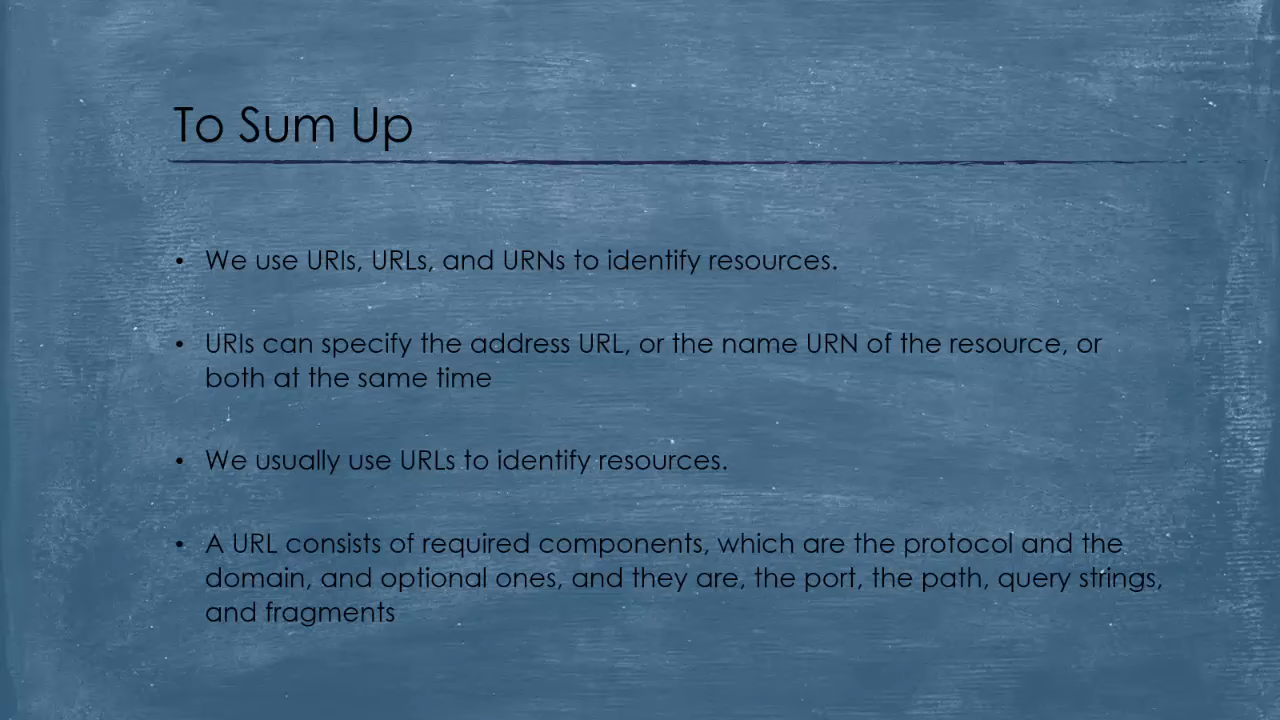 To Sum Up
• We use URIs, URLs, and URNs to identify resources.
• URIs can specify the address URL, or the name URN of the resource, or
both at the same time
• We usually use URLs to identify resources.
• A URL consists of required components, which are the protocol and the
domain, and optional ones, and they are, the port, the path, query strings,
and fragments